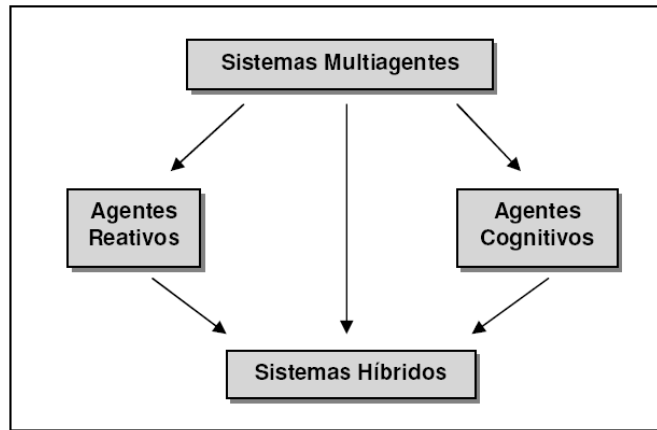 Sistemas Multiagentes
Agentes
Reativos
Agentes
Cognitivos
Sistemas Híbridos